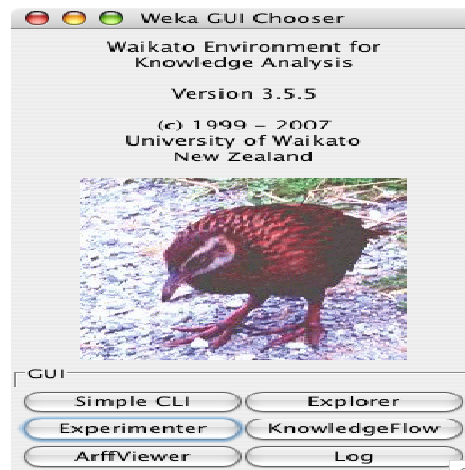 Weka GUI Chooser
Waikato Environment for
Knowledge Analysis
Version 3.5.5
(c) 1999 – 2007
University of Waikato
New Zealand
GUI
Simple CLI
Explorer
Experimenter
KnowledgeFlow
ArffViewer
Log